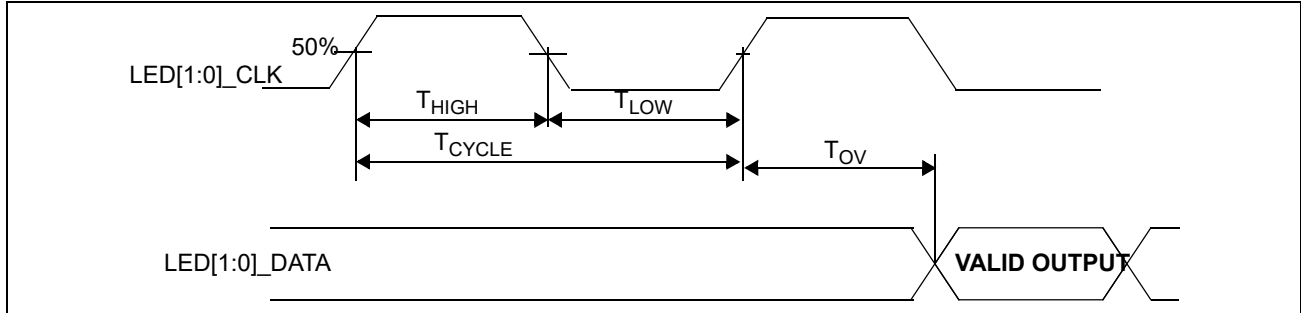 50%
LED[1:0]_CLK
THIGH
TLOW
TCYCLE
TOV
LED[1:0]_DATA
VALID OUTPUT